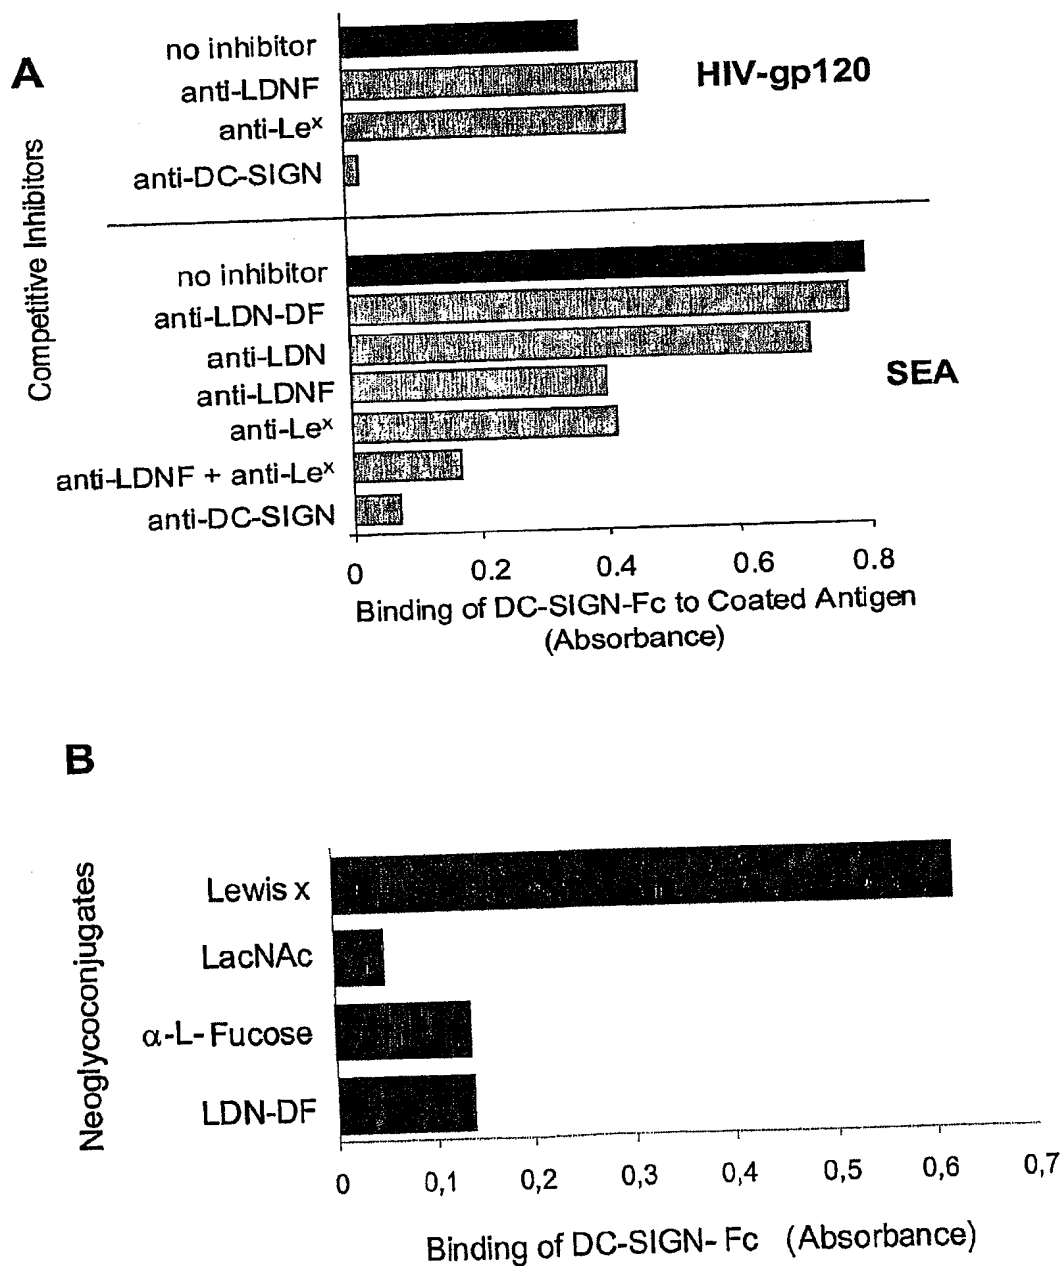 A
Competitive Inhibitors
no inhibitor
anti-LDNF
anti-Leˣ
anti-DC-SIGN
HIV-gp120
no inhibitor
anti-LDN-DF
anti-LDN
anti-LDNF
anti-Leˣ
anti-LDNF + anti-Leˣ
anti-DC-SIGN
SEA
0 0.2 0.4 0.6 0.8
Binding of DC-SIGN-Fc to Coated Antigen
(Absorbance)
B
Neoglycoconjugates
Lewis x
LacNAc
α-L- Fucose
LDN-DF
0 0,1 0,2 0,3 0,4 0,5 0,6 0,7
Binding of DC-SIGN- Fc (Absorbance)